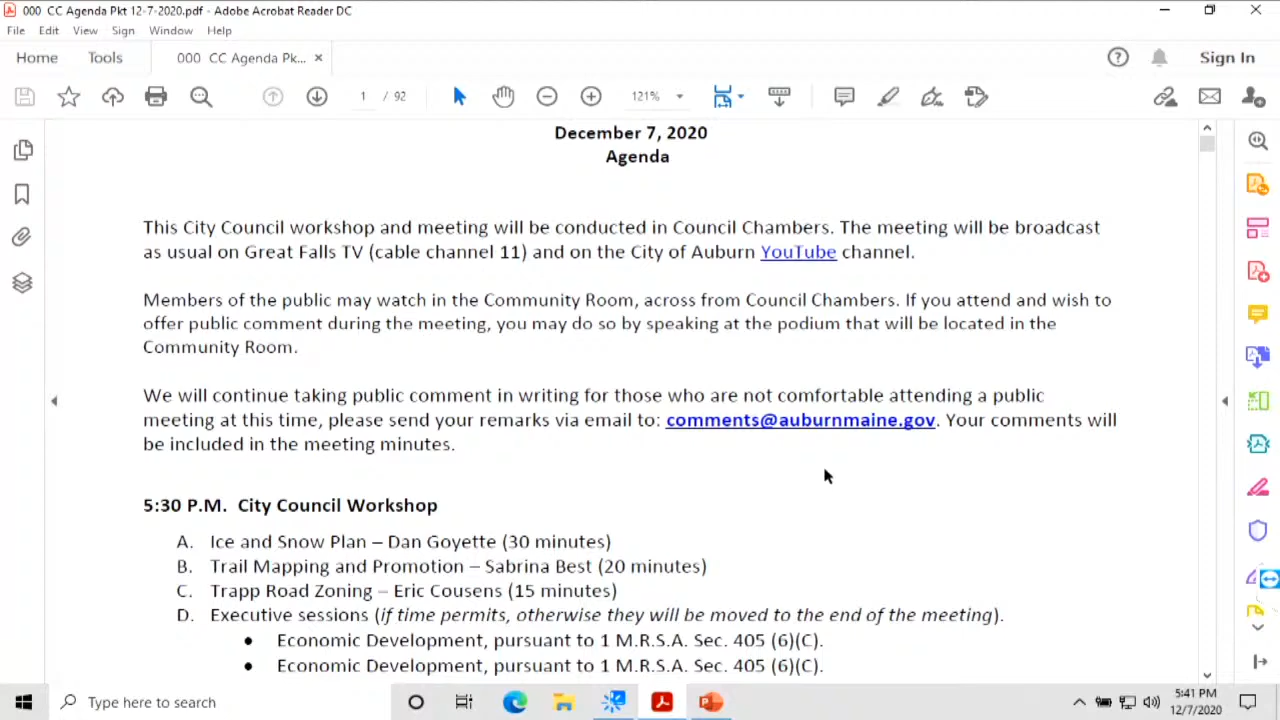 000 CC Agenda Pkt 12-7-2020.pdf - Adobe Acrobat Reader DC
File Edit View Sign Window Help
Home Tools 000 CC Agenda Pk... × Sign In
1 / 92 121%
December 7, 2020
Agenda
This City Council workshop and meeting will be conducted in Council Chambers. The meeting will be broadcast
as usual on Great Falls TV (cable channel 11) and on the City of Auburn YouTube channel.
Members of the public may watch in the Community Room, across from Council Chambers. If you attend and wish to
offer public comment during the meeting, you may do so by speaking at the podium that will be located in the
Community Room.
We will continue taking public comment in writing for those who are not comfortable attending a public
meeting at this time, please send your remarks via email to: comments@auburnmaine.gov. Your comments will
be included in the meeting minutes.
5:30 P.M. City Council Workshop
A. Ice and Snow Plan – Dan Goyette (30 minutes)
B. Trail Mapping and Promotion – Sabrina Best (20 minutes)
C. Trapp Road Zoning – Eric Cousens (15 minutes)
D. Executive sessions (if time permits, otherwise they will be moved to the end of the meeting).
• Economic Development, pursuant to 1 M.R.S.A. Sec. 405 (6)(C).
• Economic Development, pursuant to 1 M.R.S.A. Sec. 405 (6)(C).
Type here to search
5:41 PM
12/7/2020